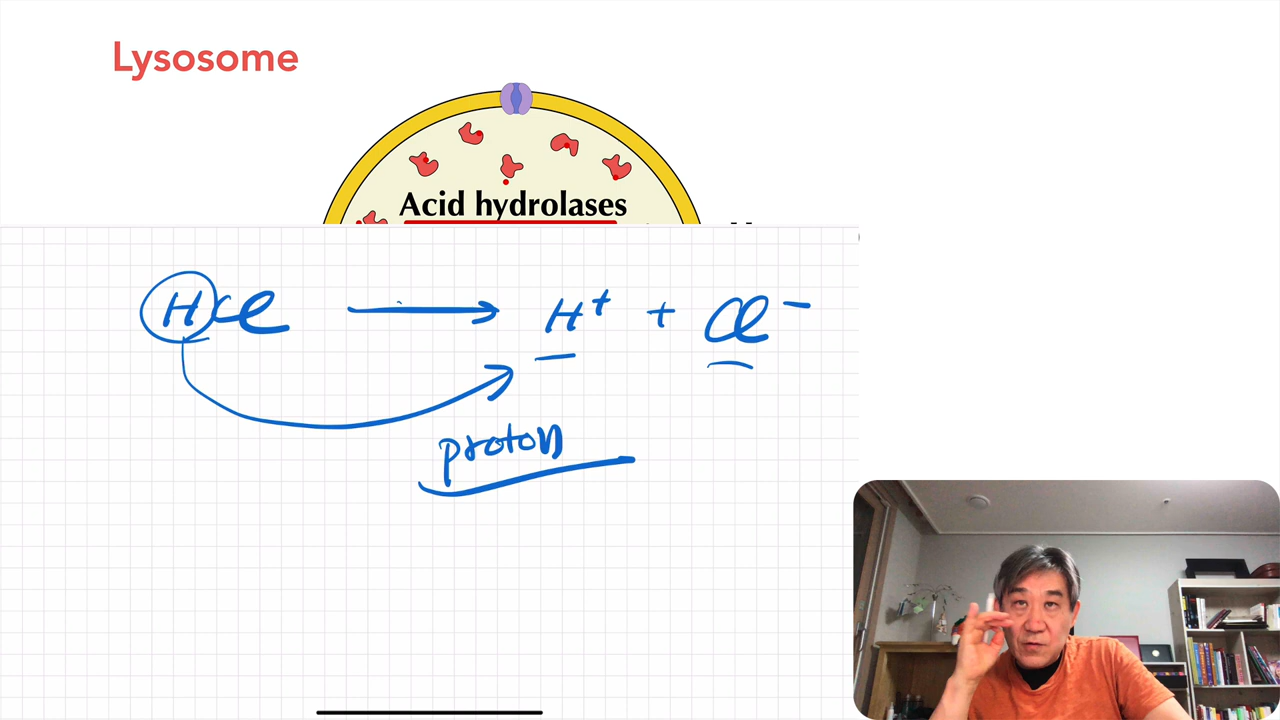 Lysosome
Acid hydrolases
HCl → H⁺ + Cl⁻
proton